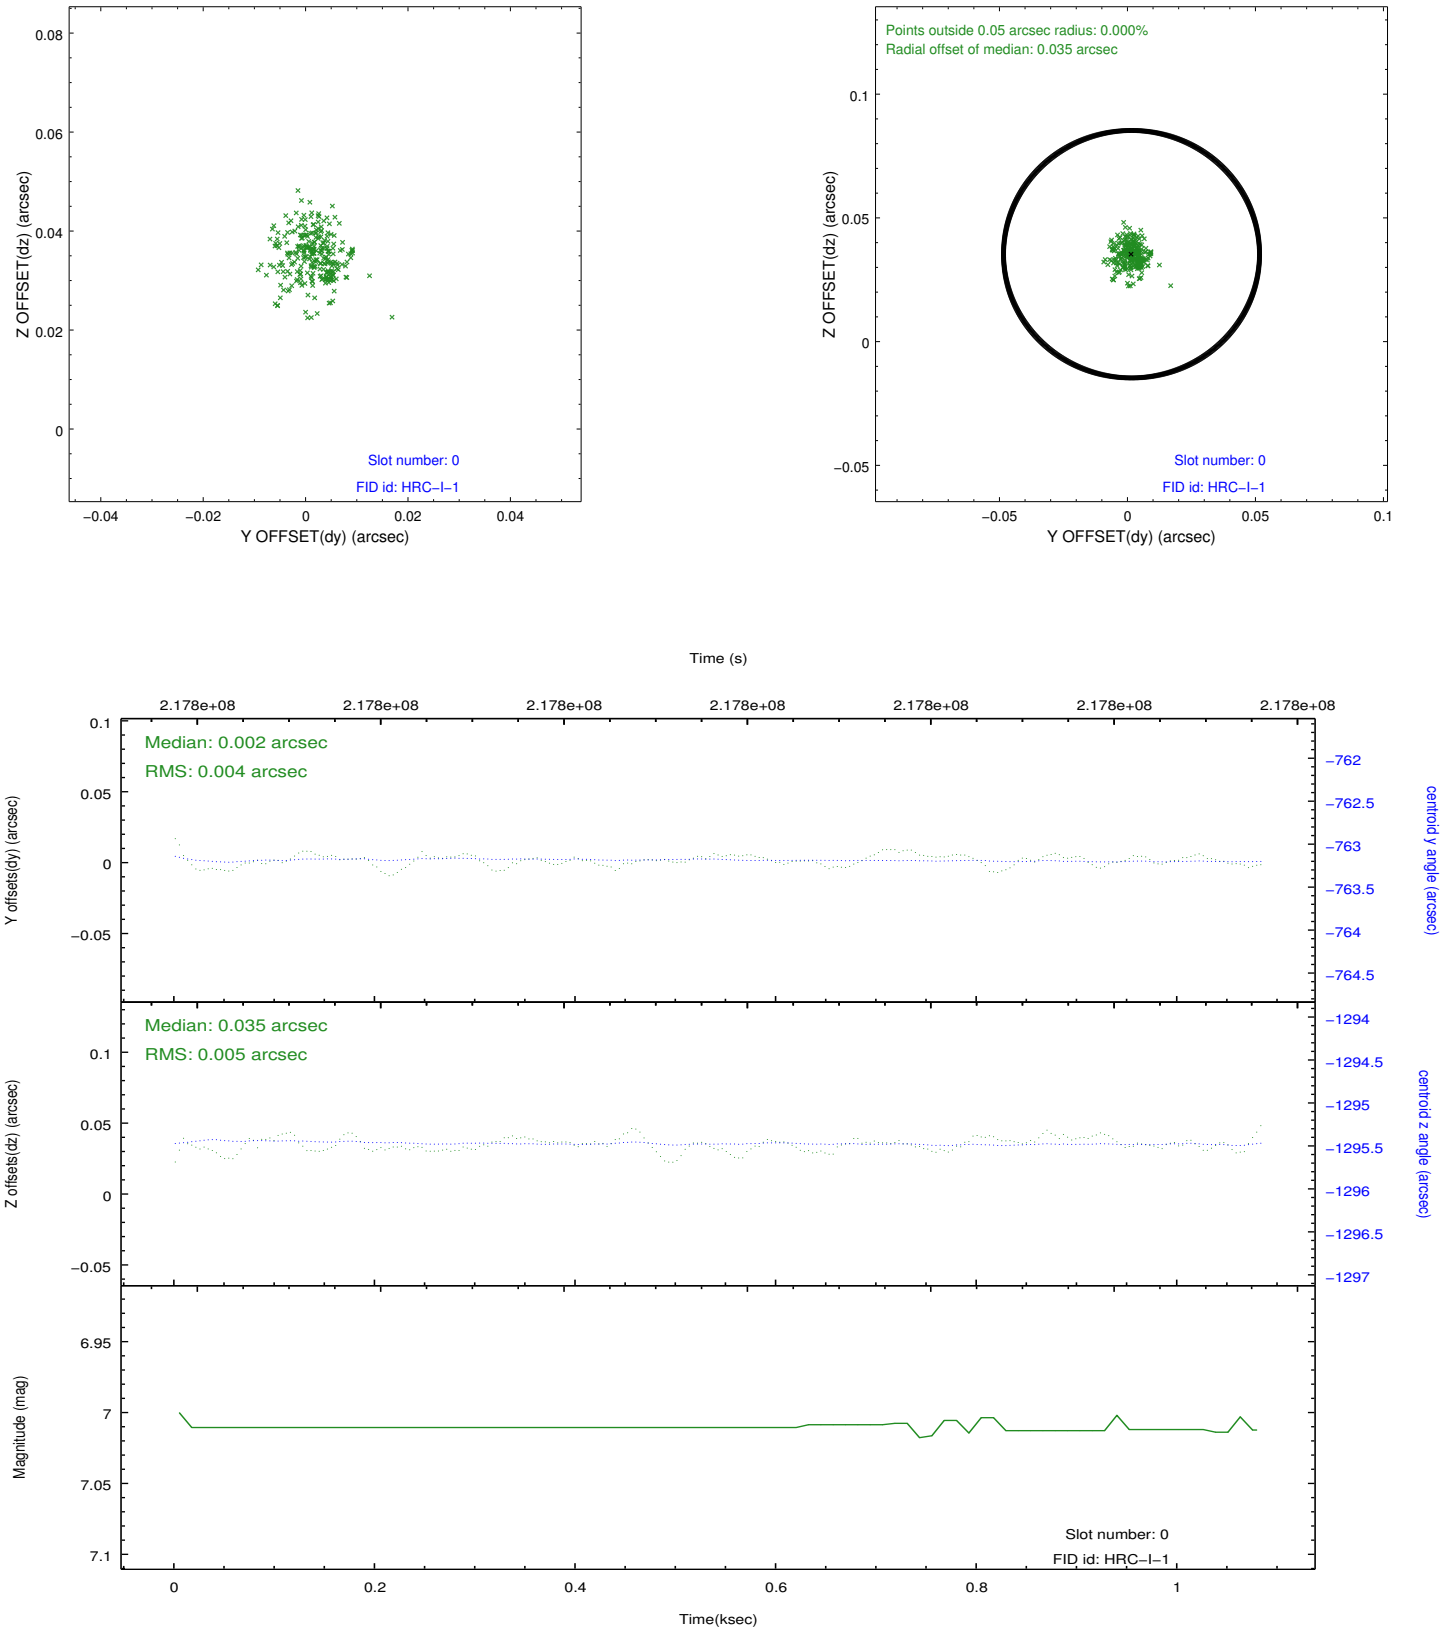 0.08
0.06
0.04
0.02
0
Z OFFSET(dz) (arcsec)
Slot number: 0
FID id: HRC−I−1
−0.04 −0.02 0 0.02 0.04
Y OFFSET(dy) (arcsec)
Points outside 0.05 arcsec radius: 0.000%
Radial offset of median: 0.035 arcsec
0.1
0.05
0
−0.05
Z OFFSET(dz) (arcsec)
Slot number: 0
FID id: HRC−I−1
−0.05 0 0.05 0.1
Y OFFSET(dy) (arcsec)
Time (s)
2.178e+08 2.178e+08 2.178e+08 2.178e+08 2.178e+08 2.178e+08 2.178e+08
Median: 0.002 arcsec
RMS: 0.004 arcsec
0.1
0.05
0
−0.05
Y offsets(dy) (arcsec)
−762
−762.5
−763
−763.5
−764
−764.5
centroid y angle (arcsec)
Median: 0.035 arcsec
RMS: 0.005 arcsec
0.1
0.05
0
−0.05
Z offsets(dz) (arcsec)
−1294
−1294.5
−1295
−1295.5
−1296
−1296.5
−1297
centroid z angle (arcsec)
6.95
7
7.05
7.1
Magnitude (mag)
Slot number: 0
FID id: HRC−I−1
0 0.2 0.4 0.6 0.8 1
Time(ksec)